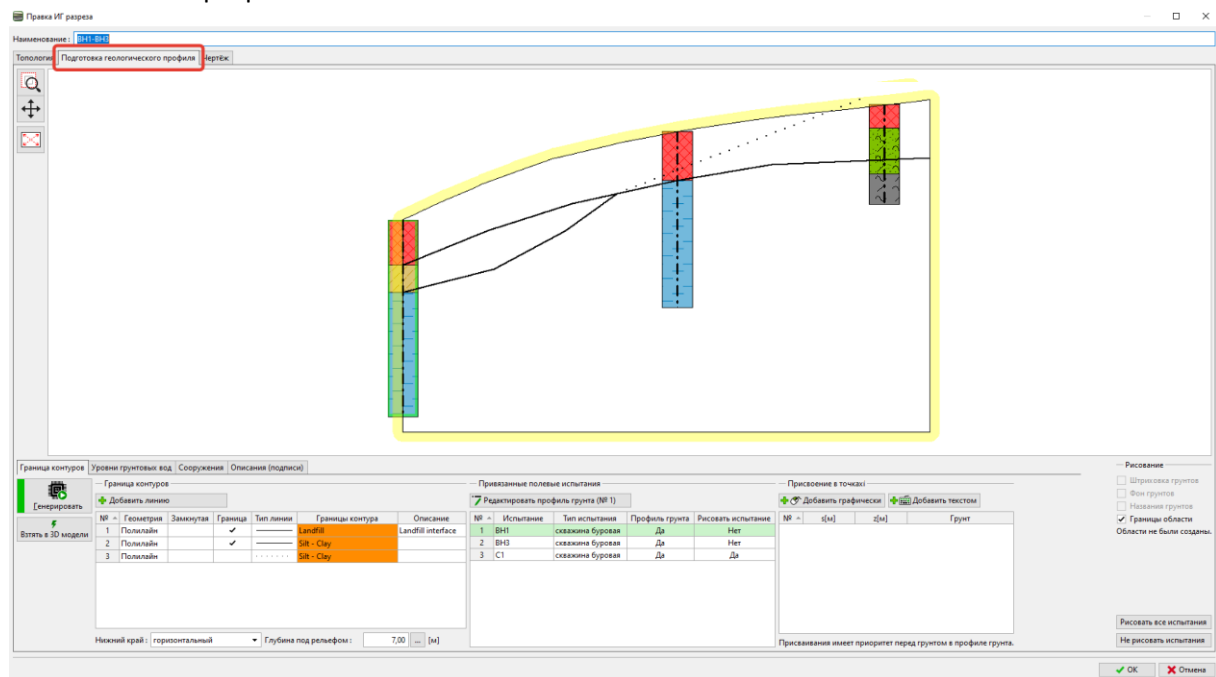 Правка ИГ разреза
Наименование : BH1-BH3
Топология Подготовка геологического профиля Чертёж
Граница контуров Уровни грунтовых вод Сооружения Описания (подписи)
Генерировать
Втять в 3D модели
Граница контуров
Добавить линию
№ Геометрия Замкнутая Граница Тип линии Границы контура Описание
1 Полилайн Landfill Landfill interface
2 Полилайн Silt - Clay
3 Полилайн Silt - Clay
Нижний край : горизонтальный Глубина под рельефом : 7,00 ... [м]
Привязанные полевые испытания
Редактировать профиль грунта (№ 1)
№ Испытание Тип испытания Профиль грунта Рисовать испытание
1 BH1 скважина буровая Да Нет
2 BH3 скважина буровая Да Нет
3 C1 скважина буровая Да Да
Присвоение в точкахі
Добавить графически Добавить текстом
№ s[м] z[м] Грунт
Присваивания имеет приоритет перед грунтом в профиле грунта.
Рисование
Штриховка грунтов
Фон грунтов
Названия грунтов
Границы области
Области не были созданы.
Рисовать все испытания
Не рисовать испытания
OK Отмена